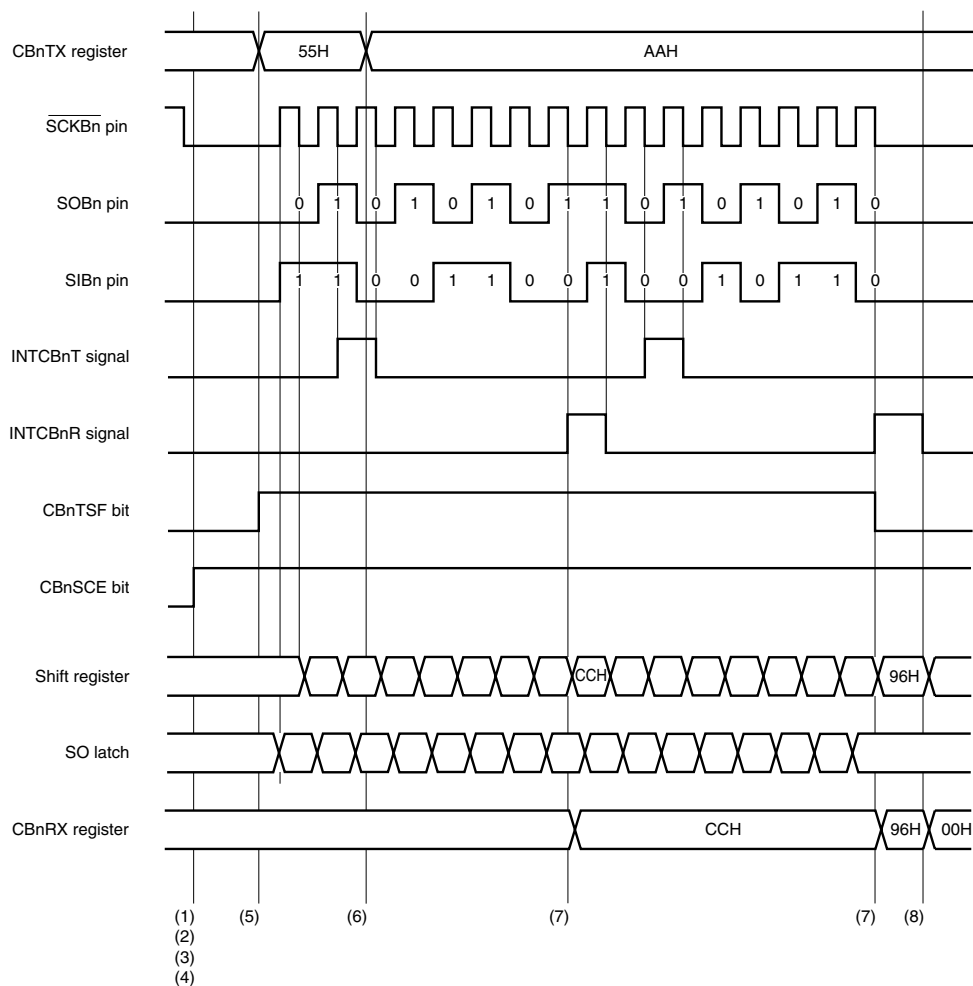 CBnTX register 55H AAH
SCKBn pin
SOBn pin 0 1 0 1 0 1 0 1 1 0 1 0 1 0 1 0
SIBn pin 1 1 0 0 1 1 0 0 1 0 0 1 0 1 1 0
INTCBnT signal
INTCBnR signal
CBnTSF bit
CBnSCE bit
Shift register CCH 96H
SO latch
CBnRX register CCH 96H 00H
(1) (5) (6) (7) (7) (8)
(2)
(3)
(4)